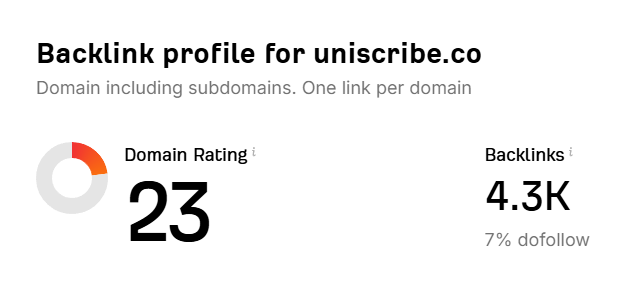 Backlink profile for uniscribe.co
Domain including subdomains. One link per domain
Domain Rating i
23
Backlinks i
4.3K
7% dofollow